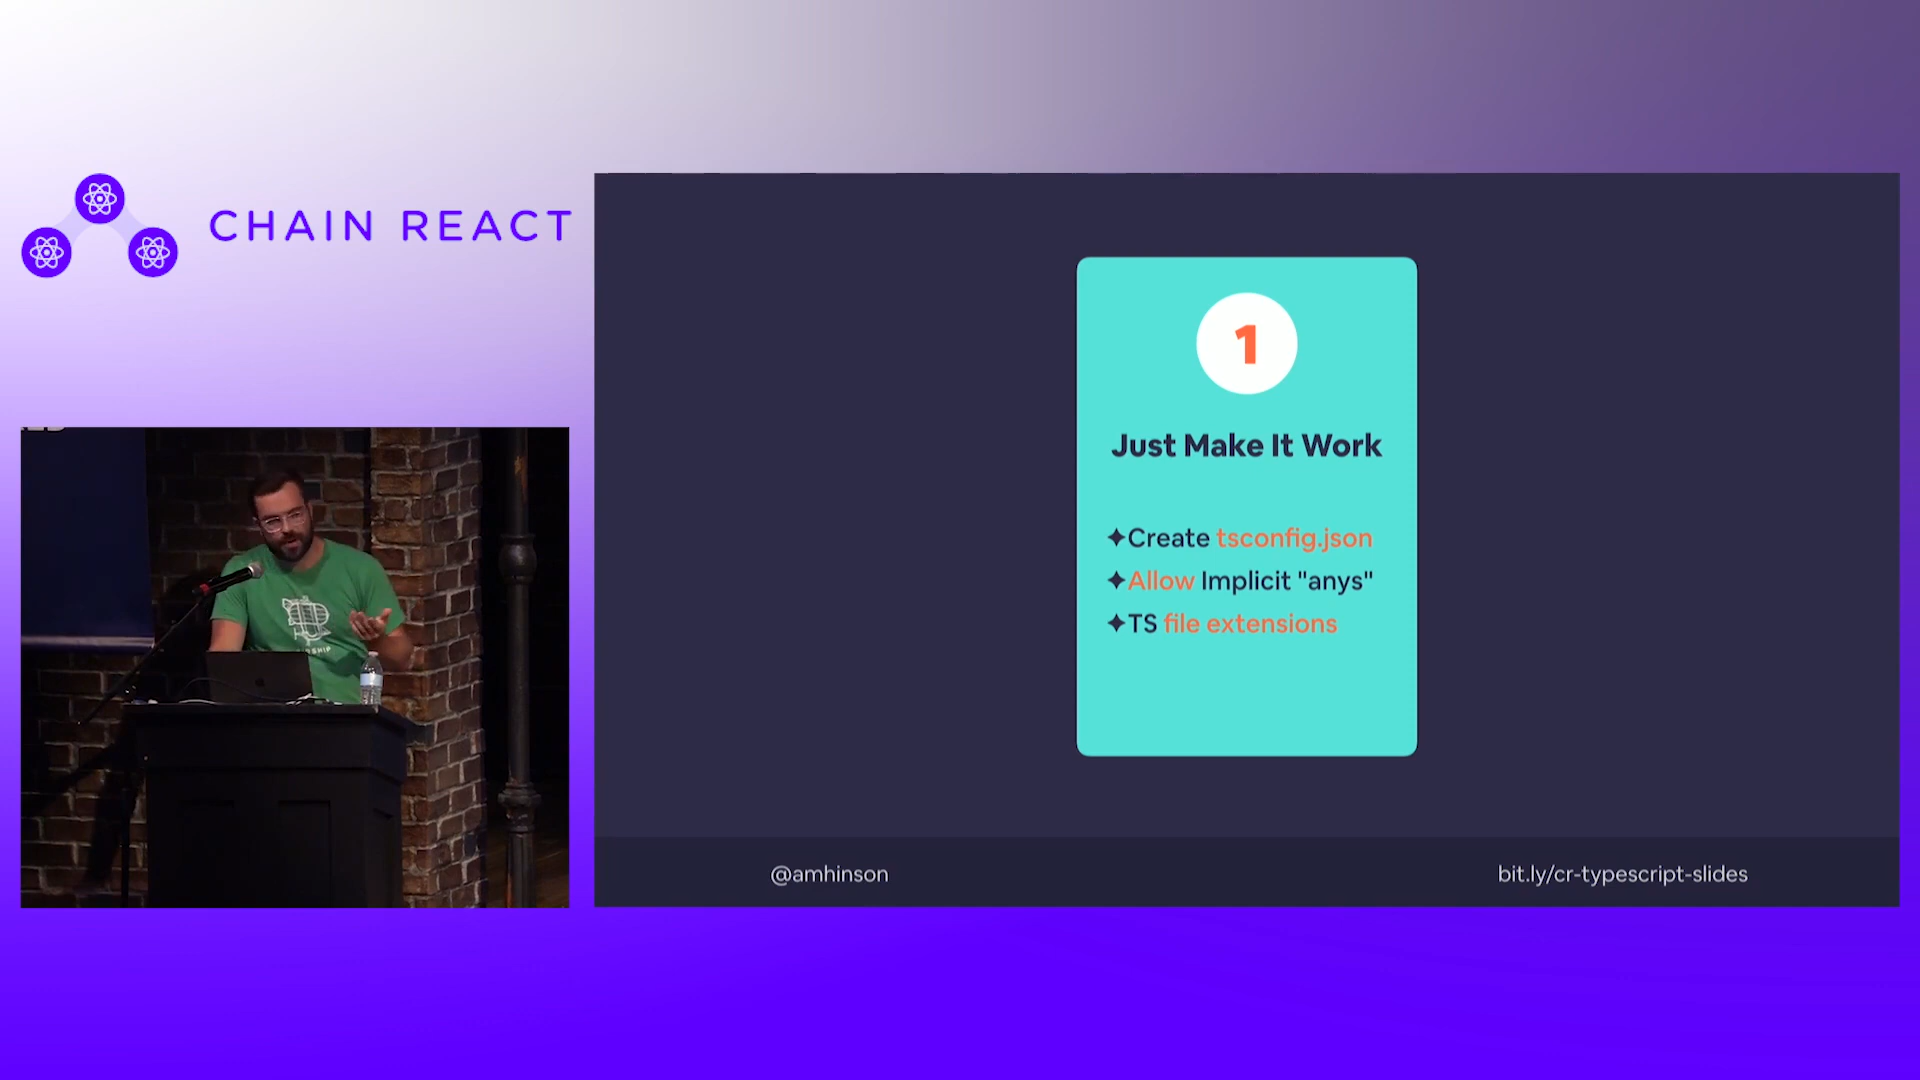 CHAIN REACT
1
Just Make It Work
✦Create tsconfig.json
✦Allow Implicit "anys"
✦TS file extensions
@amhinson
bit.ly/cr-typescript-slides